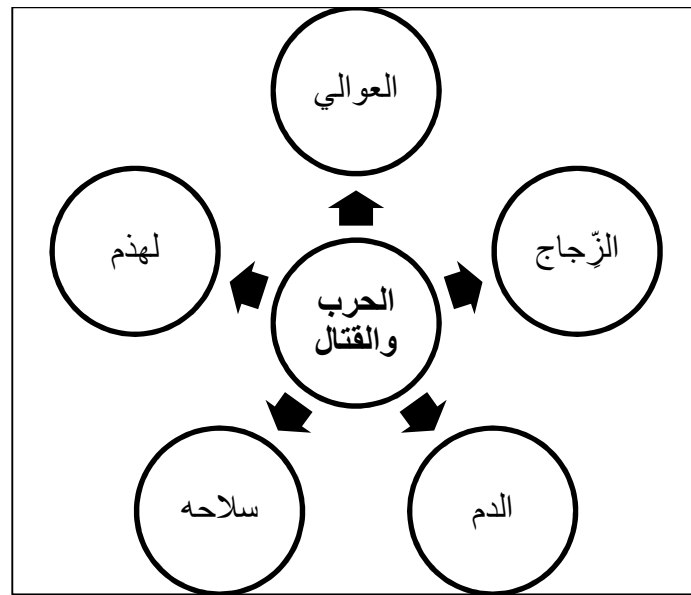 العوالي
الزِّجاج
لهذم
الحرب
والقتال
سلاحه
الدم